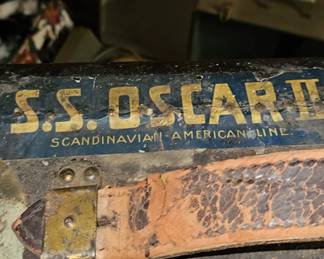 S.S. OSCAR II
SCANDINAVIAN-AMERICAN-LINE.